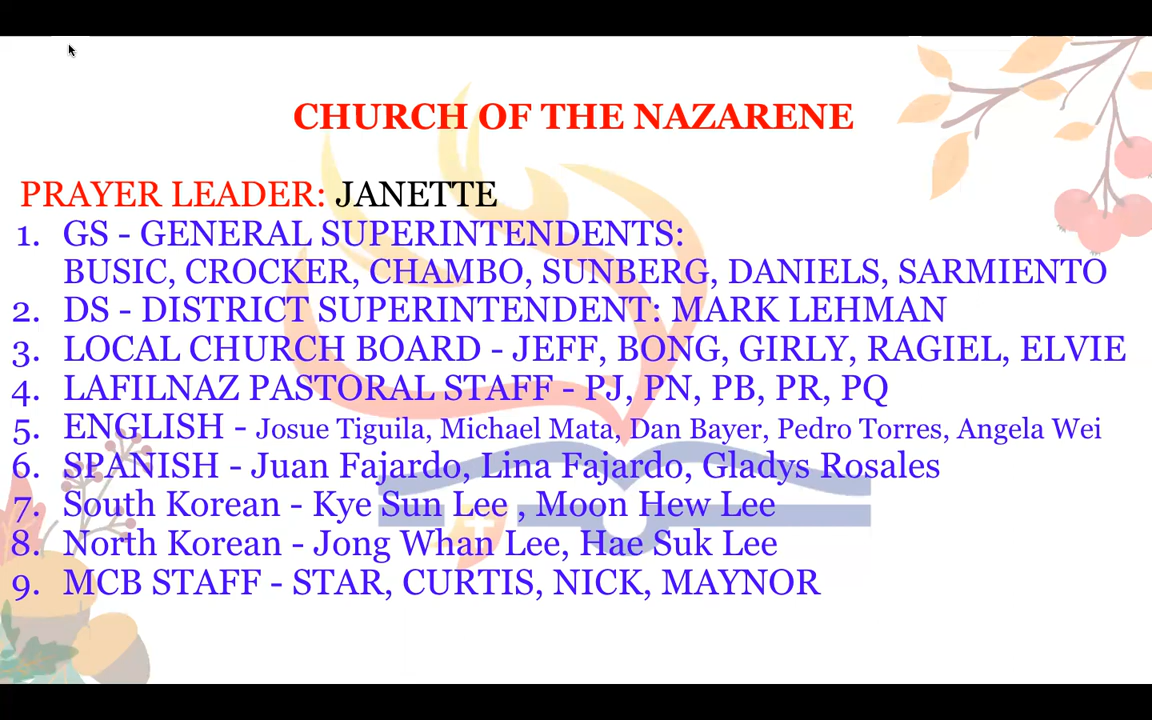 CHURCH OF THE NAZARENE
PRAYER LEADER: JANETTE
1. GS - GENERAL SUPERINTENDENTS:
BUSIC, CROCKER, CHAMBO, SUNBERG, DANIELS, SARMIENTO
2. DS - DISTRICT SUPERINTENDENT: MARK LEHMAN
3. LOCAL CHURCH BOARD - JEFF, BONG, GIRLY, RAGIEL, ELVIE
4. LAFILNAZ PASTORAL STAFF - PJ, PN, PB, PR, PQ
5. ENGLISH - Josue Tiguila, Michael Mata, Dan Bayer, Pedro Torres, Angela Wei
6. SPANISH - Juan Fajardo, Lina Fajardo, Gladys Rosales
7. South Korean - Kye Sun Lee , Moon Hew Lee
8. North Korean - Jong Whan Lee, Hae Suk Lee
9. MCB STAFF - STAR, CURTIS, NICK, MAYNOR